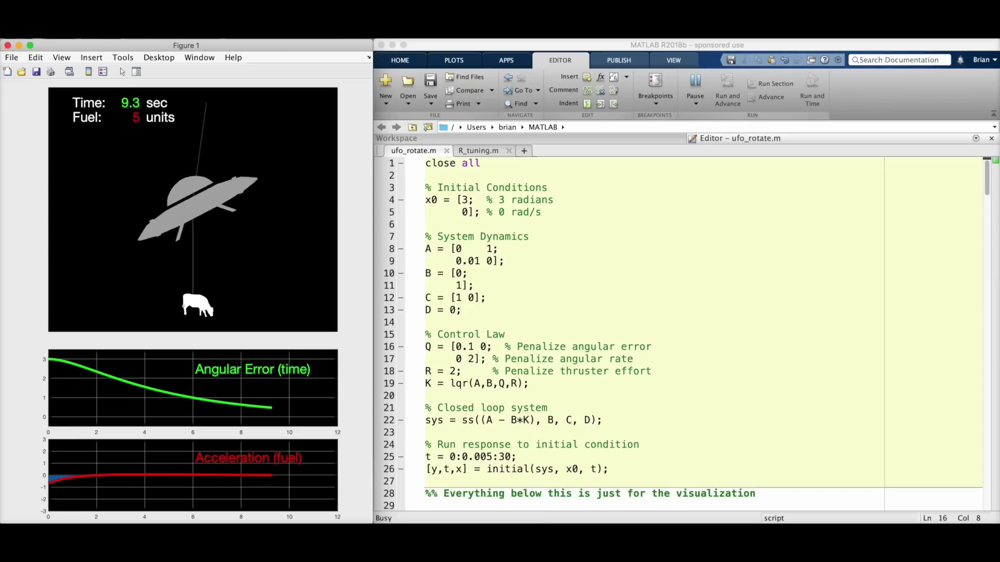 Figure 1
File Edit View Insert Tools Desktop Window Help
Time: 9.3 sec
Fuel: 5 units
Angular Error (time)
3
2
1
0
0 2 4 6 8 10 12
Acceleration (fuel)
3
2
1
0
-1
-2
-3
0 2 4 6 8 10 12
MATLAB R2018b - sponsored use
HOME PLOTS APPS EDITOR PUBLISH VIEW
Search Documentation
Brian
New Open Save
Find Files
Compare
Print
FILE
Go To
Find
NAVIGATE
Insert fx
Comment
Indent
EDIT
Breakpoints
BREAKPOINTS
Pause
Run and Advance
Run Section
Advance
Run and Time
RUN
/ Users brian MATLAB
Workspace
Editor - ufo_rotate.m
ufo_rotate.m R_tuning.m +
1 close all
2
3 % Initial Conditions
4 x0 = [3; % 3 radians
5 0]; % 0 rad/s
6
7 % System Dynamics
8 A = [0 1;
9 0.01 0];
10 B = [0;
11 1];
12 C = [1 0];
13 D = 0;
14
15 % Control Law
16 Q = [0.1 0; % Penalize angular error
17 0 2]; % Penalize angular rate
18 R = 2; % Penalize thruster effort
19 K = lqr(A,B,Q,R);
20
21 % Closed loop system
22 sys = ss((A - B*K), B, C, D);
23
24 % Run response to initial condition
25 t = 0:0.005:30;
26 [y,t,x] = initial(sys, x0, t);
27
28 %% Everything below this is just for the visualization
29
Busy
script
Ln 16 Col 8